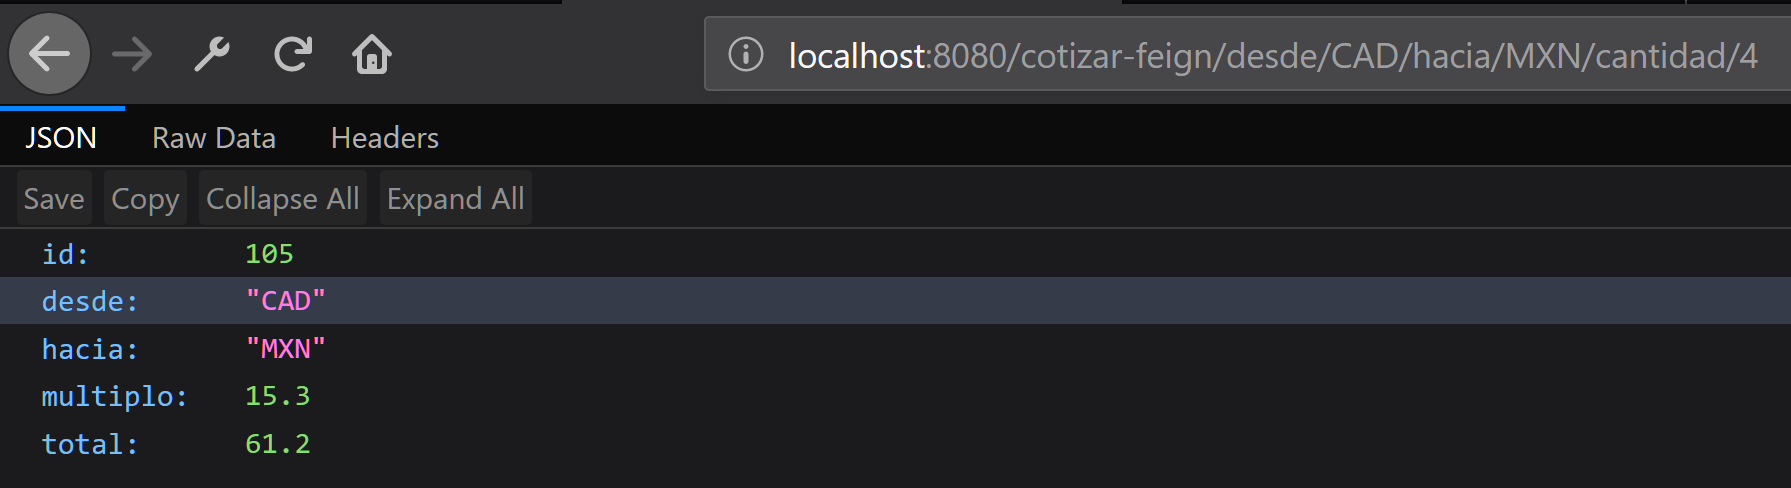 localhost:8080/cotizar-feign/desde/CAD/hacia/MXN/cantidad/4
JSON Raw Data Headers
Save Copy Collapse All Expand All
id: 105
desde: "CAD"
hacia: "MXN"
multiplo: 15.3
total: 61.2